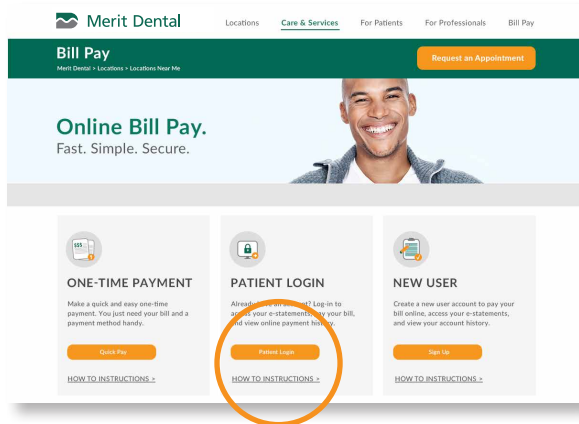 Merit Dental
Locations Care & Services For Patients For Professionals Bill Pay
Bill Pay
Merit Dental > Locations > Locations Near Me
Request an Appointment
Online Bill Pay.
Fast. Simple. Secure.
$$$
ONE-TIME PAYMENT
Make a quick and easy one-time
payment. You just need your bill and a
payment method handy.
Quick Pay
HOW TO INSTRUCTIONS >
PATIENT LOGIN
Already have an account? Log-in to
access your e-statements, pay your bill,
and view online payment history.
Patient Login
HOW TO INSTRUCTIONS >
NEW USER
Create a new user account to pay your
bill online, access your e-statements,
and view your account history.
Sign Up
HOW TO INSTRUCTIONS >